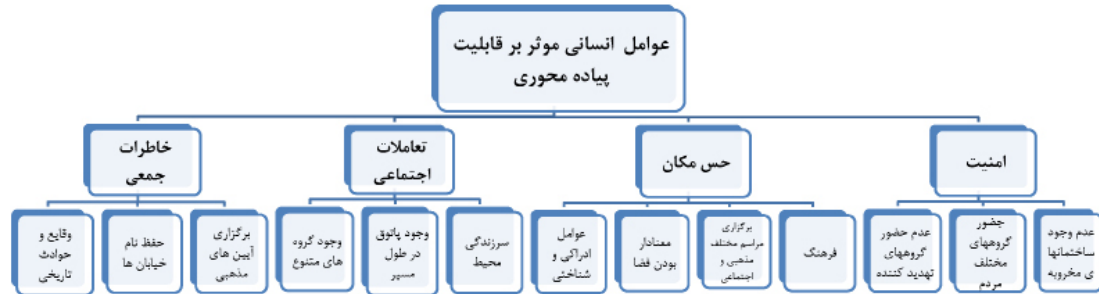 عوامل انسانی موثر بر قابلیت
پیاده محوری
امنیت
حس مکان
تعاملات
اجتماعی
خاطرات
جمعی
عدم وجود
ساختمانها
ی مخروبه
جضور
گروههای
مختلف
مردم
عدم حضور
گروههای
تهدید کننده
فرهنگ
برگزاری
مراسم مختلف
مذهبی و
اجتماعی
معنادار
بودن فضا
عوامل
ادراکی و
شناختی
سرزندگی
محیط
وجود پاتوق
در طول
مسیر
وجود گروه
های متنوع
برگزاری
آیین های
مذهبی
حفظ نام
خیابان ها
وقایع و
حوادث
تاریخی